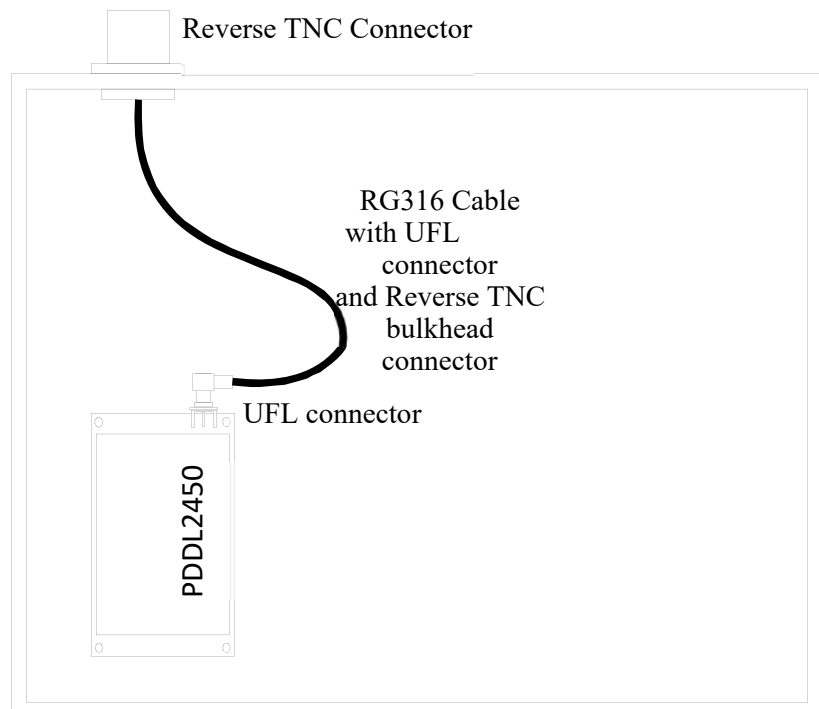 Reverse TNC Connector
RG316 Cable
with UFL
connector
and Reverse TNC
bulkhead
connector
UFL connector
PDDL2450